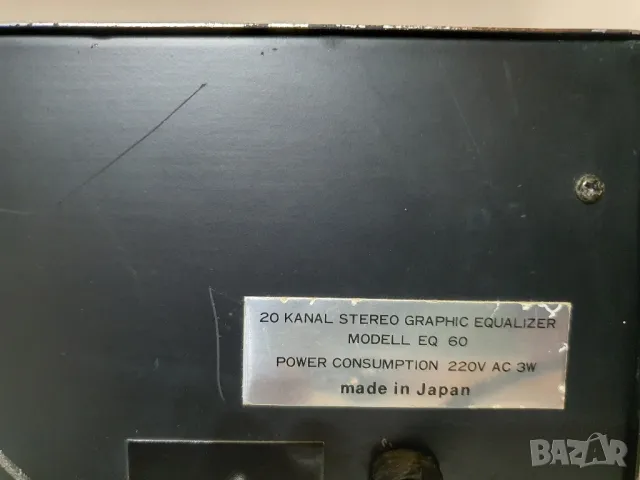 20 KANAL STEREO GRAPHIC EQUALIZER
MODELL EQ 60
POWER CONSUMPTION 220V AC 3W
made in Japan
BAZAR